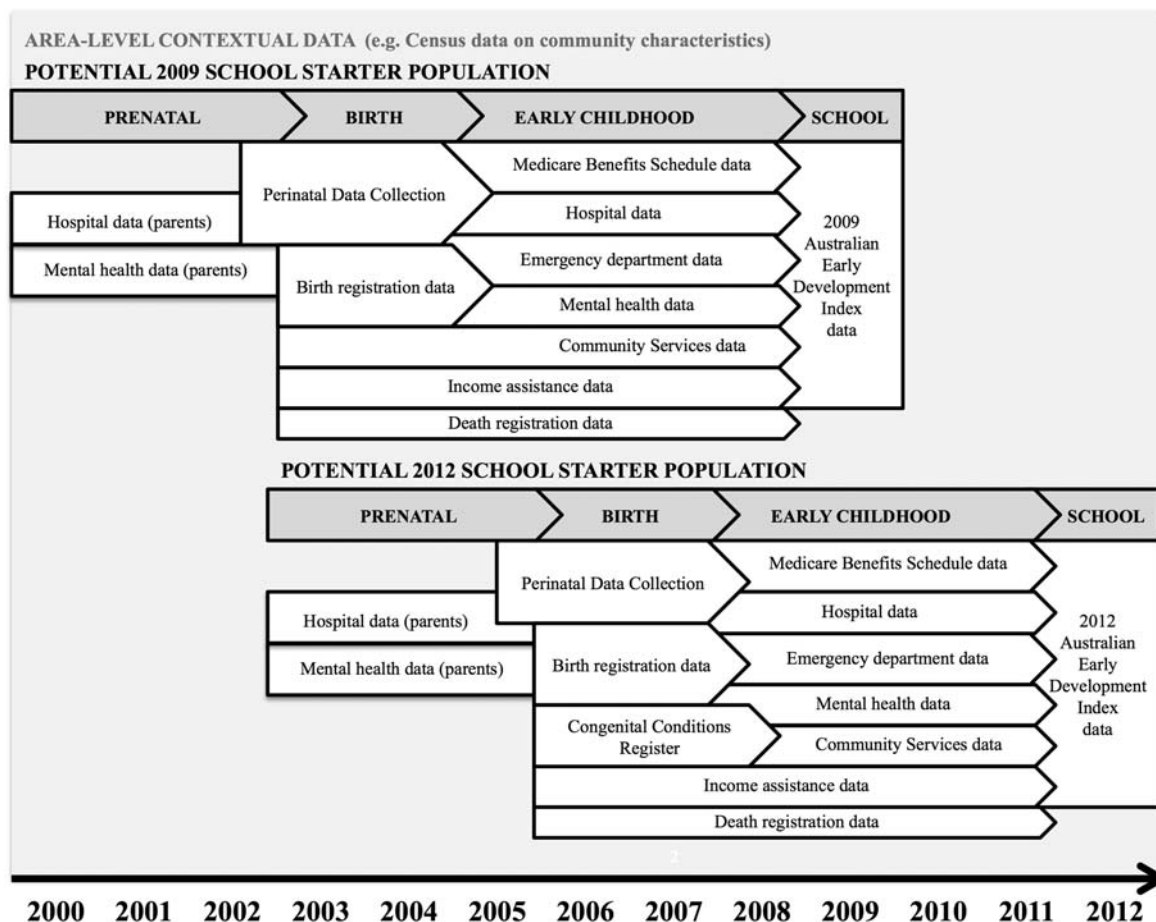 AREA-LEVEL CONTEXTUAL DATA (e.g. Census data on community characteristics)
POTENTIAL 2009 SCHOOL STARTER POPULATION
PRENATAL
BIRTH
EARLY CHILDHOOD
SCHOOL
Medicare Benefits Schedule data
Perinatal Data Collection
Hospital data (parents)
Hospital data
Mental health data (parents)
Birth registration data
Emergency department data
Mental health data
Community Services data
Income assistance data
Death registration data
2009
Australian
Early
Development
Index
data
POTENTIAL 2012 SCHOOL STARTER POPULATION
PRENATAL
BIRTH
EARLY CHILDHOOD
SCHOOL
Medicare Benefits Schedule data
Perinatal Data Collection
Hospital data (parents)
Hospital data
Mental health data (parents)
Birth registration data
Emergency department data
Mental health data
Congenital Conditions
Register
Community Services data
Income assistance data
Death registration data
2012
Australian
Early
Development
Index
data
2
2000 2001 2002 2003 2004 2005 2006 2007 2008 2009 2010 2011 2012